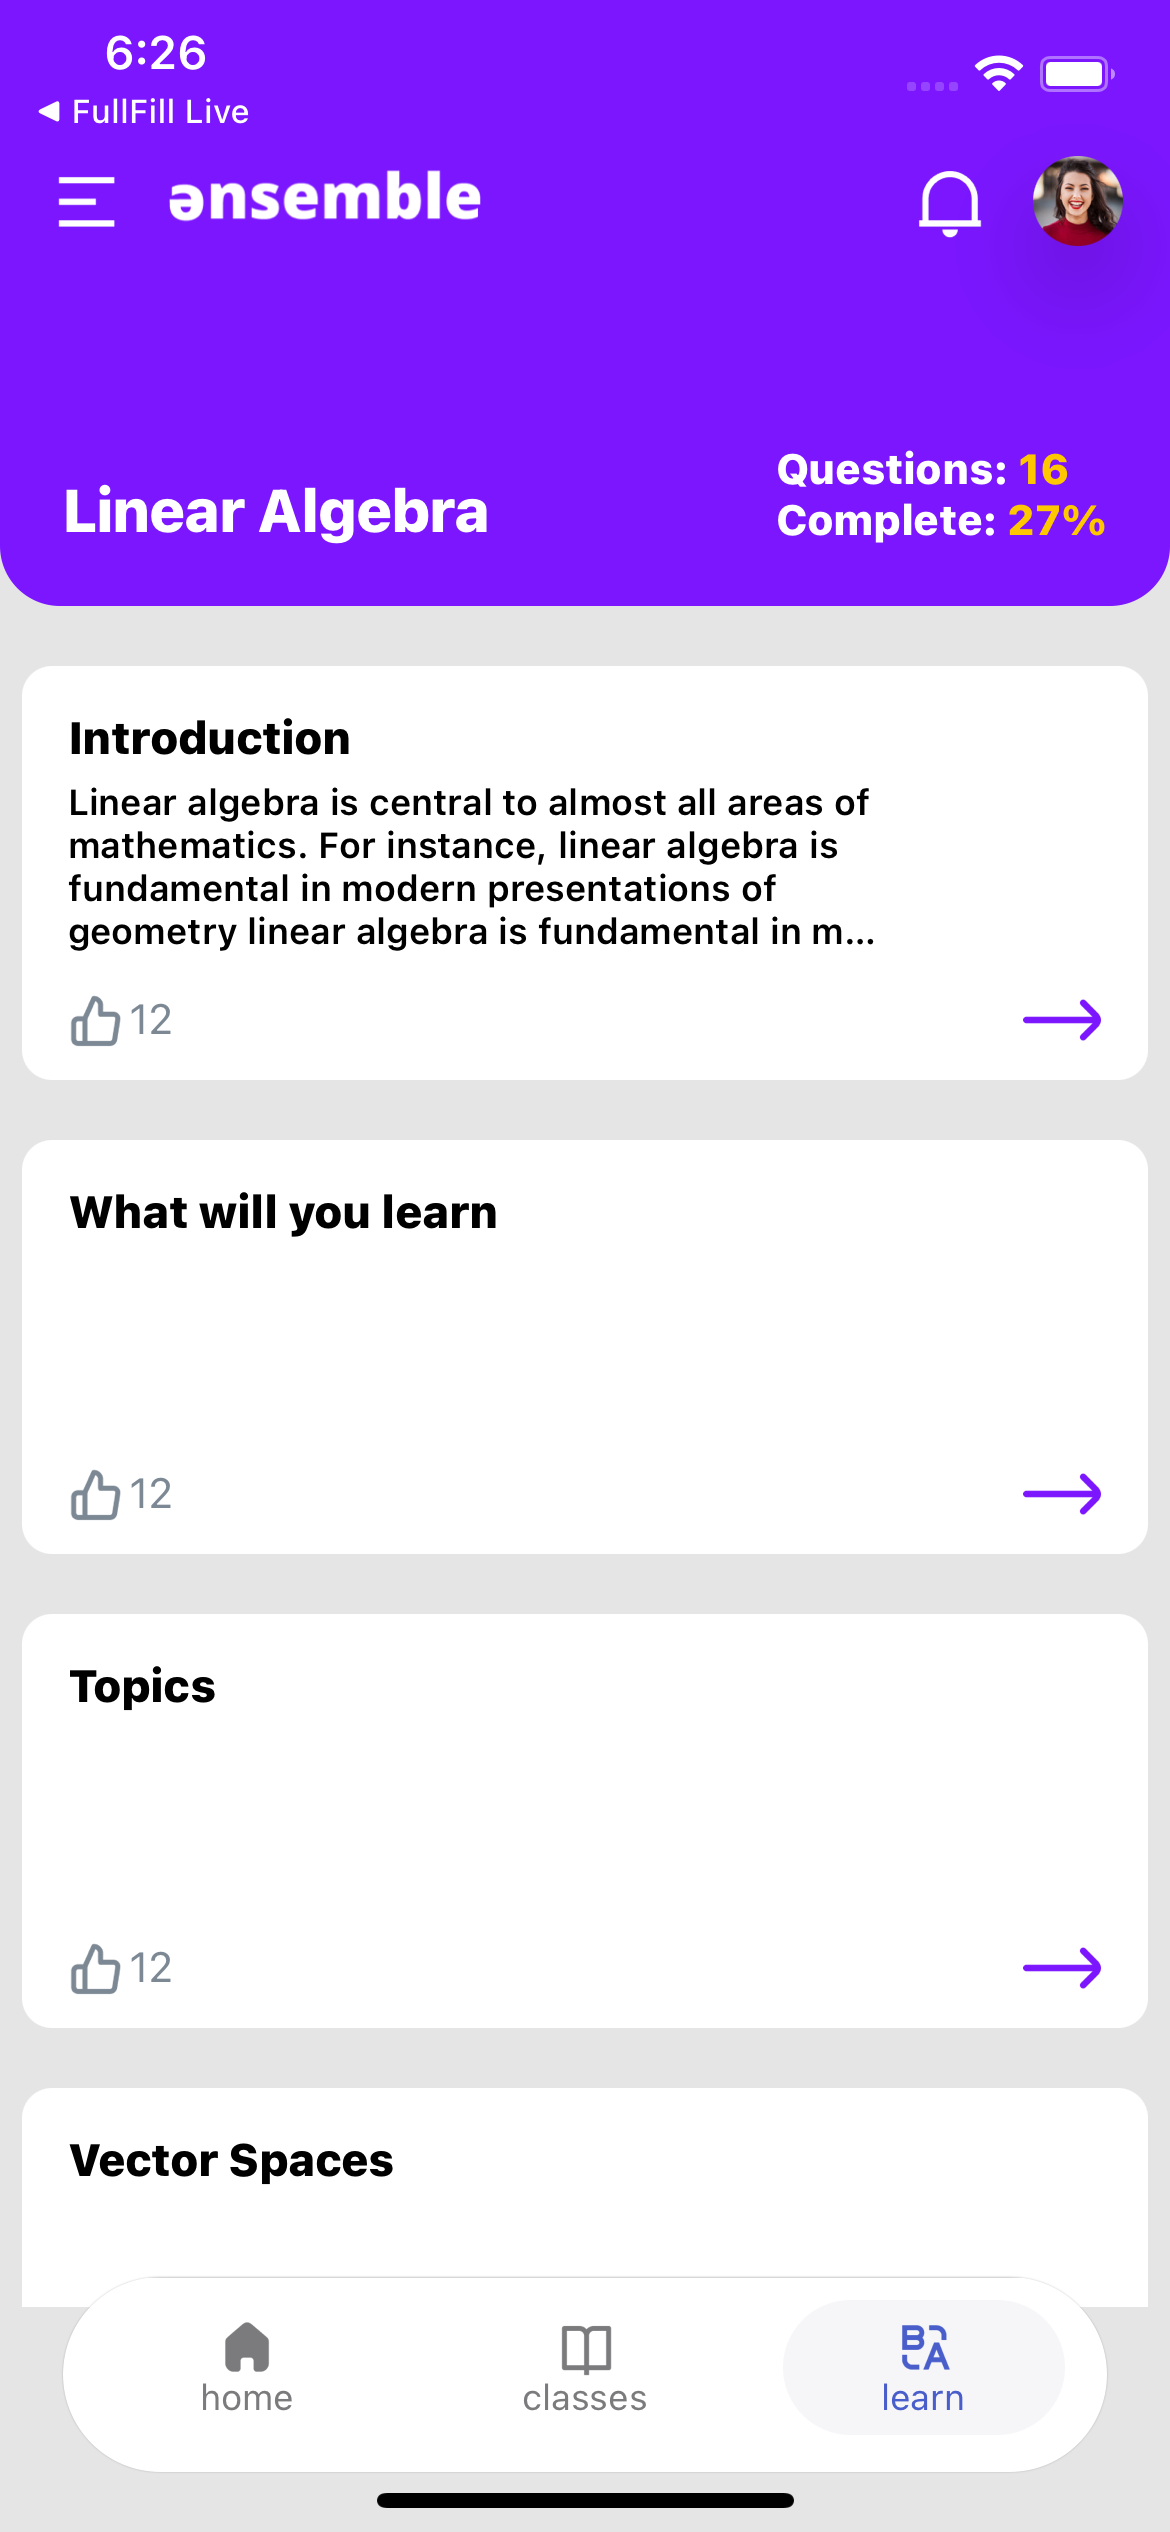 6:26
FullFill Live
ənsemble
Linear Algebra
Questions: 16
Complete: 27%
Introduction
Linear algebra is central to almost all areas of
mathematics. For instance, linear algebra is
fundamental in modern presentations of
geometry linear algebra is fundamental in m...
12
What will you learn
12
Topics
12
Vector Spaces
home
classes
learn